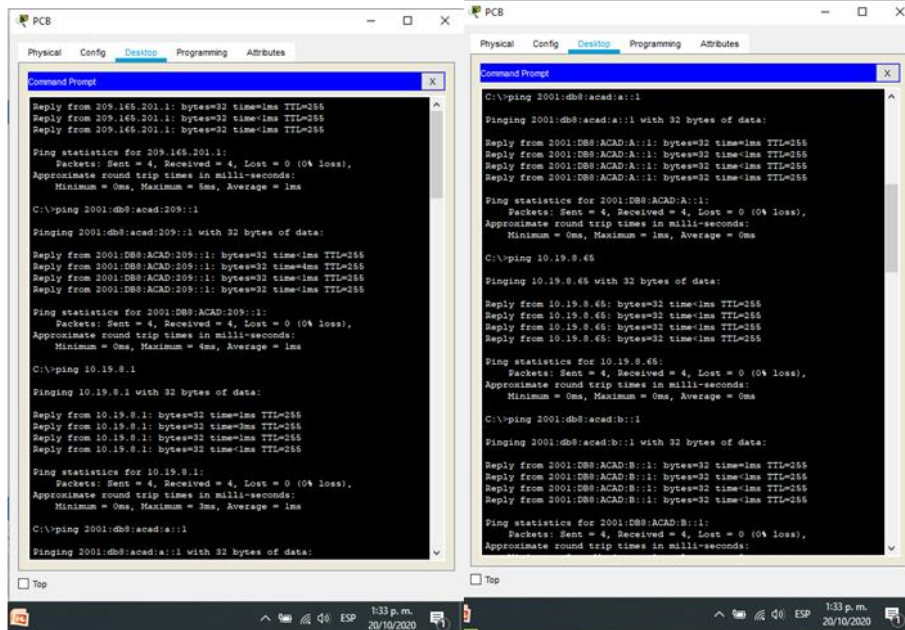 PCB
Physical Config Desktop Programming Attributes
Command Prompt
X
Reply from 209.165.201.1: bytes=32 time=1ms TTL=255
Reply from 209.165.201.1: bytes=32 time<1ms TTL=255
Reply from 209.165.201.1: bytes=32 time<1ms TTL=255
Ping statistics for 209.165.201.1:
Packets: Sent = 4, Received = 4, Lost = 0 (0% loss),
Approximate round trip times in milli-seconds:
Minimum = 0ms, Maximum = 5ms, Average = 1ms
C:\>ping 2001:db8:acad:209::1
Pinging 2001:db8:acad:209::1 with 32 bytes of data:
Reply from 2001:DB8:ACAD:209::1: bytes=32 time<1ms TTL=255
Reply from 2001:DB8:ACAD:209::1: bytes=32 time=4ms TTL=255
Reply from 2001:DB8:ACAD:209::1: bytes=32 time<1ms TTL=255
Reply from 2001:DB8:ACAD:209::1: bytes=32 time<1ms TTL=255
Ping statistics for 2001:DB8:ACAD:209::1:
Packets: Sent = 4, Received = 4, Lost = 0 (0% loss),
Approximate round trip times in milli-seconds:
Minimum = 0ms, Maximum = 4ms, Average = 1ms
C:\>ping 10.19.8.1
Pinging 10.19.8.1 with 32 bytes of data:
Reply from 10.19.8.1: bytes=32 time=1ms TTL=255
Reply from 10.19.8.1: bytes=32 time=3ms TTL=255
Reply from 10.19.8.1: bytes=32 time=1ms TTL=255
Reply from 10.19.8.1: bytes=32 time<1ms TTL=255
Ping statistics for 10.19.8.1:
Packets: Sent = 4, Received = 4, Lost = 0 (0% loss),
Approximate round trip times in milli-seconds:
Minimum = 0ms, Maximum = 3ms, Average = 1ms
C:\>ping 2001:db8:acad:a::1
Pinging 2001:db8:acad:a::1 with 32 bytes of data:
Top
ESP
1:33 p. m.
20/10/2020
PCB
Physical Config Desktop Programming Attributes
Command Prompt
X
C:\>ping 2001:db8:acad:a::1
Pinging 2001:db8:acad:a::1 with 32 bytes of data:
Reply from 2001:DB8:ACAD:A::1: bytes=32 time=1ms TTL=255
Reply from 2001:DB8:ACAD:A::1: bytes=32 time<1ms TTL=255
Reply from 2001:DB8:ACAD:A::1: bytes=32 time<1ms TTL=255
Reply from 2001:DB8:ACAD:A::1: bytes=32 time<1ms TTL=255
Ping statistics for 2001:DB8:ACAD:A::1:
Packets: Sent = 4, Received = 4, Lost = 0 (0% loss),
Approximate round trip times in milli-seconds:
Minimum = 0ms, Maximum = 1ms, Average = 0ms
C:\>ping 10.19.8.65
Pinging 10.19.8.65 with 32 bytes of data:
Reply from 10.19.8.65: bytes=32 time<1ms TTL=255
Reply from 10.19.8.65: bytes=32 time<1ms TTL=255
Reply from 10.19.8.65: bytes=32 time<1ms TTL=255
Reply from 10.19.8.65: bytes=32 time<1ms TTL=255
Ping statistics for 10.19.8.65:
Packets: Sent = 4, Received = 4, Lost = 0 (0% loss),
Approximate round trip times in milli-seconds:
Minimum = 0ms, Maximum = 0ms, Average = 0ms
C:\>ping 2001:db8:acad:b::1
Pinging 2001:db8:acad:b::1 with 32 bytes of data:
Reply from 2001:DB8:ACAD:B::1: bytes=32 time=1ms TTL=255
Reply from 2001:DB8:ACAD:B::1: bytes=32 time<1ms TTL=255
Reply from 2001:DB8:ACAD:B::1: bytes=32 time<1ms TTL=255
Reply from 2001:DB8:ACAD:B::1: bytes=32 time<1ms TTL=255
Ping statistics for 2001:DB8:ACAD:B::1:
Packets: Sent = 4, Received = 4, Lost = 0 (0% loss),
Approximate round trip times in milli-seconds:
Top
ESP
1:33 p. m.
20/10/2020